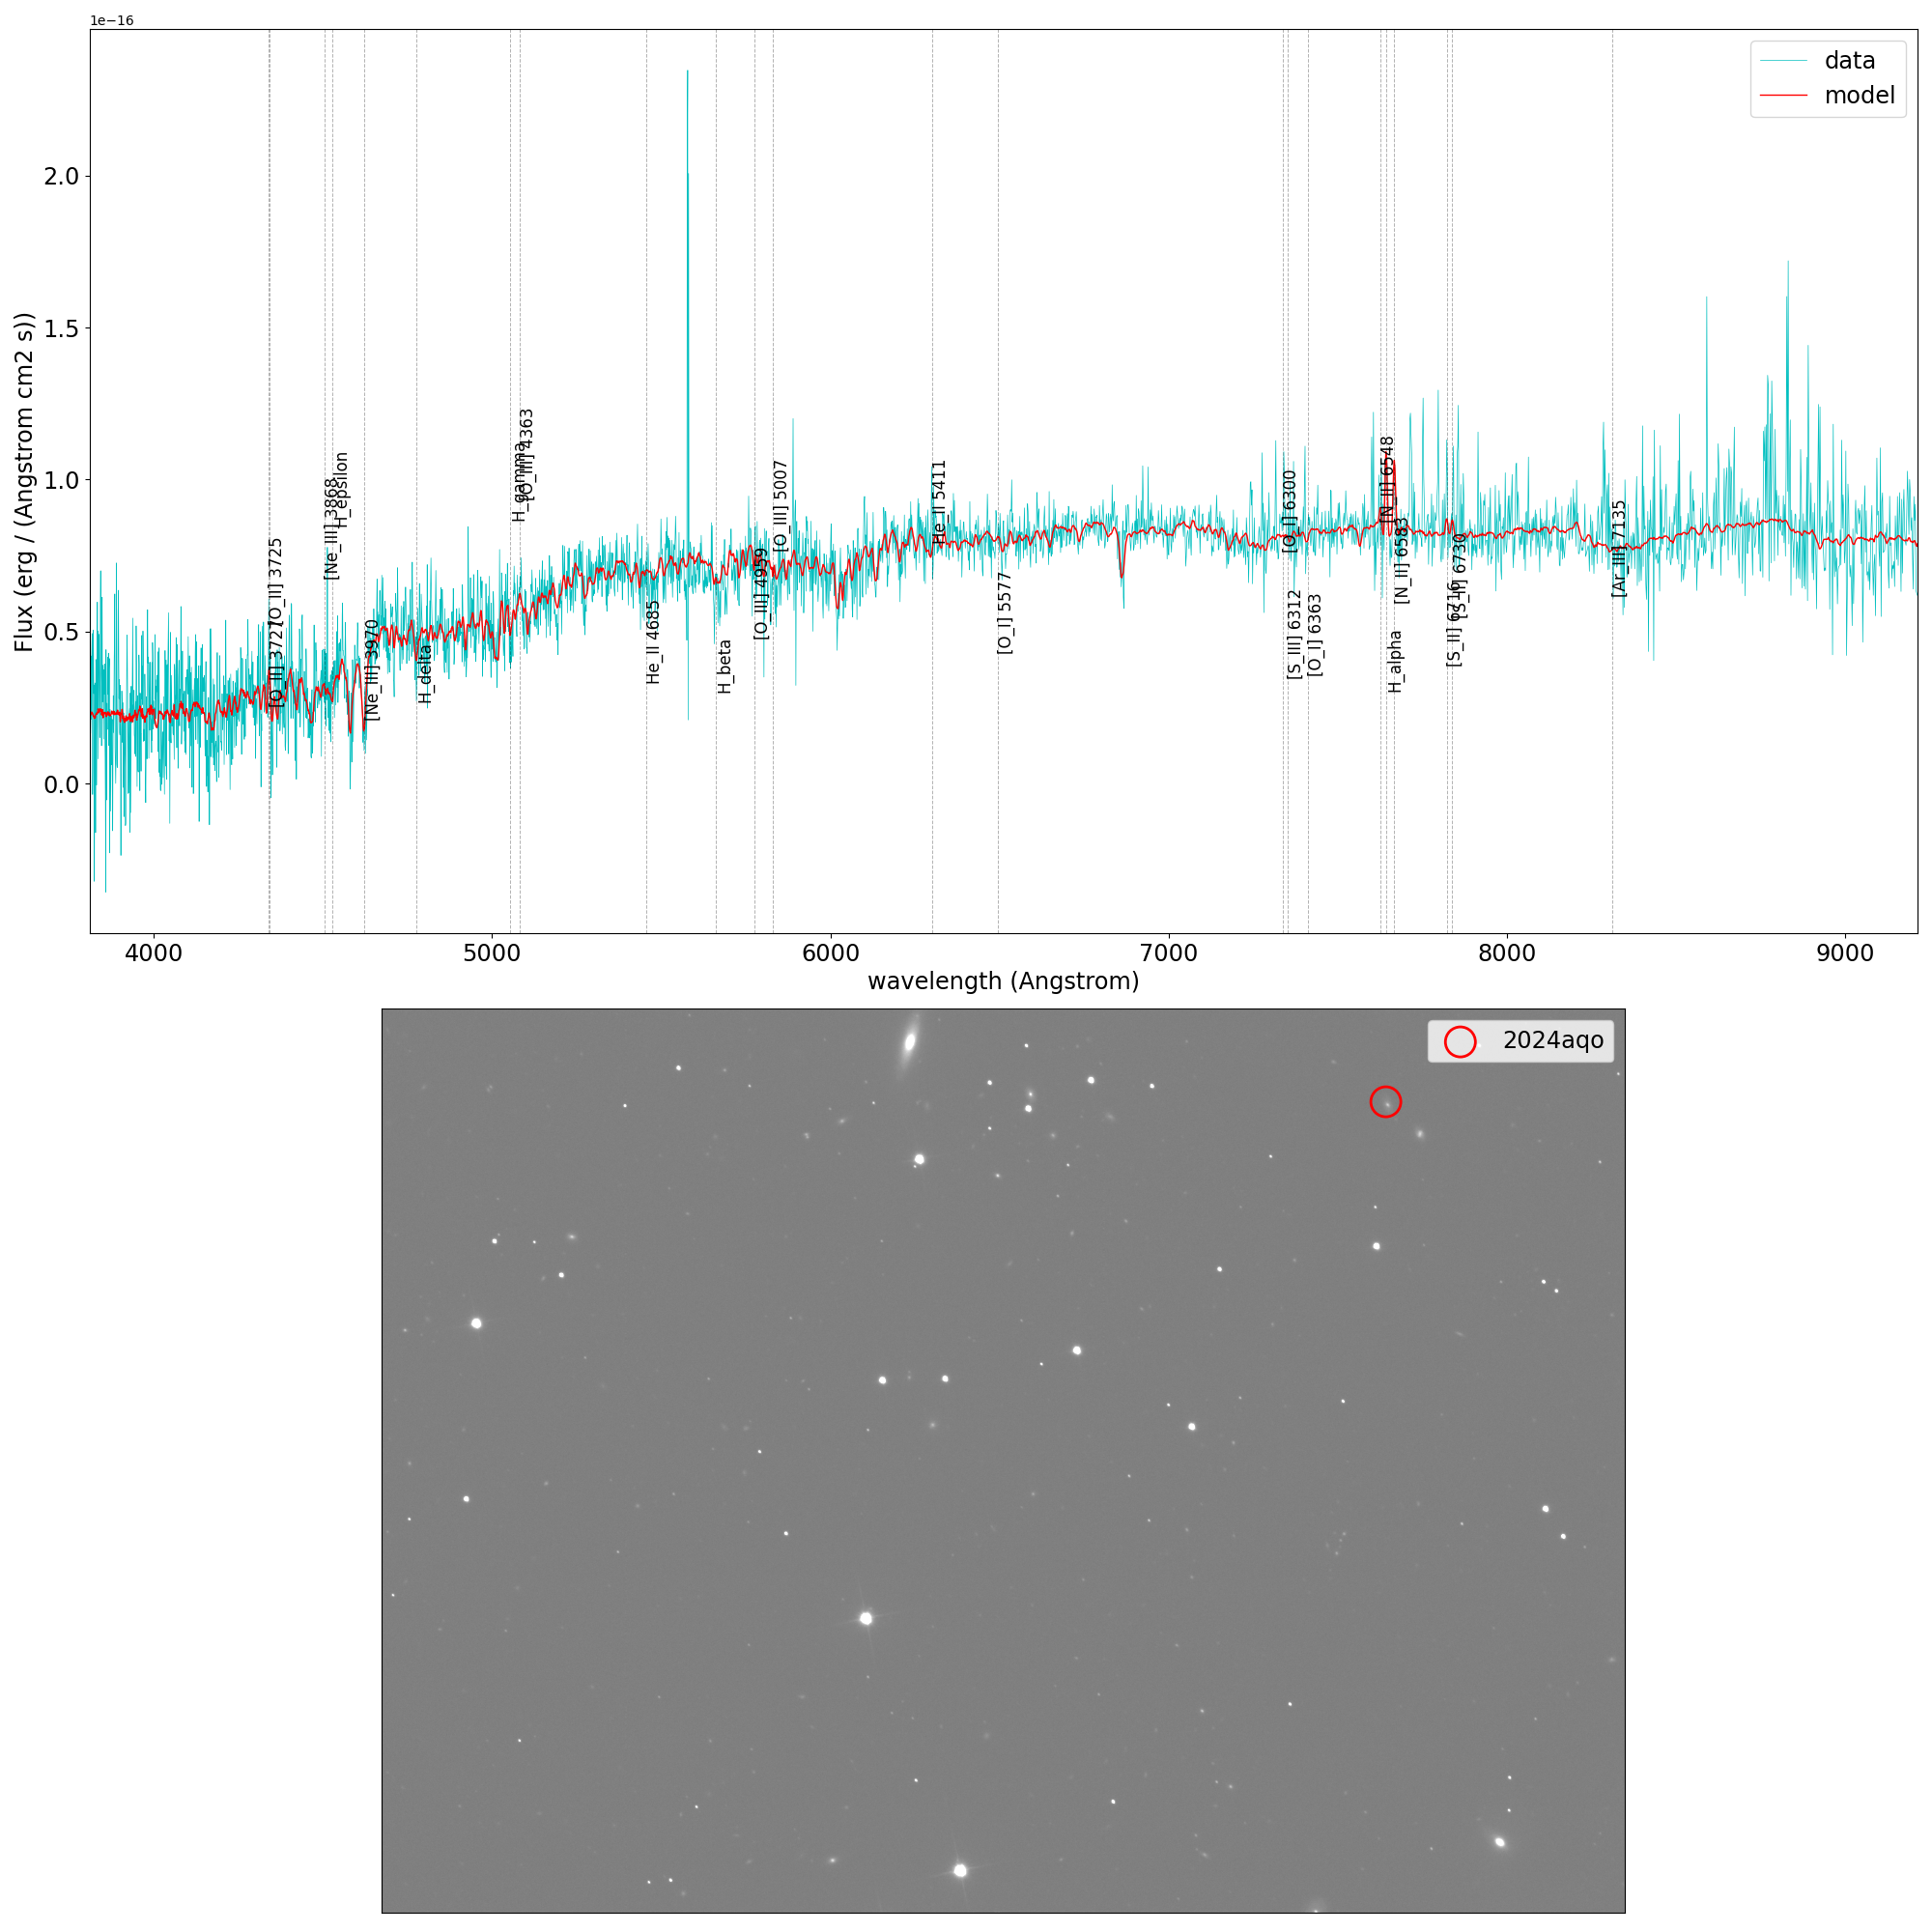 1e−16
data
model
2.0
1.5
1.0
0.5
0.0
Flux (erg / (Angstrom cm2 s))
[O_II] 3725
[O_II] 3727
[Ne_III] 3868
H_epsilon
[Ne_III] 3970
H_delta
H_gamma
[O_III] 4363
He_II 4685
H_beta
[O_III] 4959
[O_III] 5007
He_II 5411
[O_I] 5577
[O_I] 6300
[S_III] 6312
[O_I] 6363
[N_II] 6548
H_alpha
[N_II] 6583
[S_II] 6716
[S_II] 6730
[Ar_III] 7135
4000 5000 6000 7000 8000 9000
wavelength (Angstrom)
2024aqo